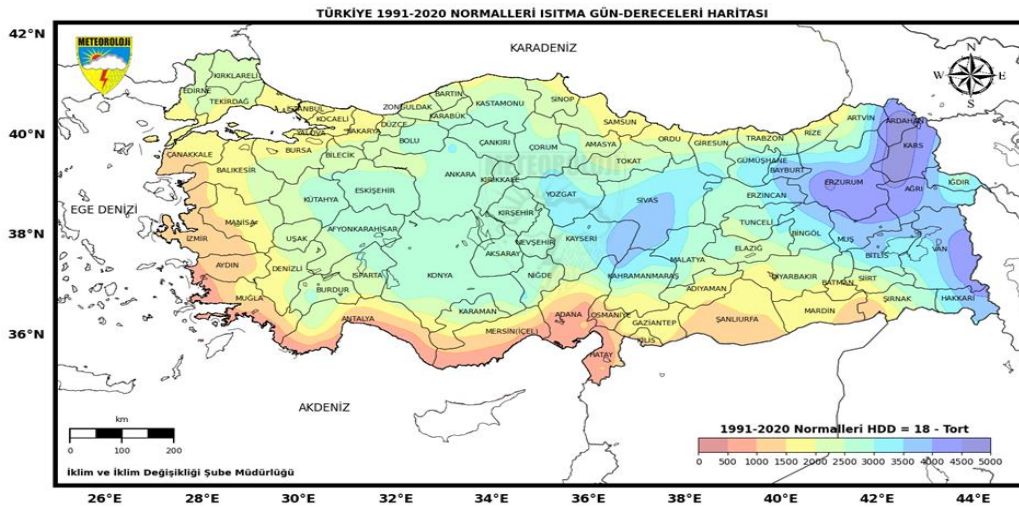 TÜRKİYE 1991-2020 NORMALLERİ ISITMA GÜN-DERECELERİ HARİTASI
42°N
40°N
38°N
36°N
METEOROLOJİ
KARADENİZ
N
W E
S
EGE DENİZİ
AKDENİZ
KIRKLARELİ
EDİRNE
TEKİRDAĞ
İSTANBUL
KOCAELİ
YALOVA
SAKARYA
DÜZCE
ZONGULDAK
BARTIN
KARABÜK
KASTAMONU
SİNOP
SAMSUN
ORDU
GİRESUN
TRABZON
RİZE
ARTVİN
ARDAHAN
KARS
ÇANAKKALE
BALIKESİR
BURSA
BİLECİK
BOLU
ÇANKIRI
ÇORUM
AMASYA
TOKAT
GÜMÜŞHANE
BAYBURT
ERZİNCAN
ERZURUM
AĞRI
IĞDIR
ESKİŞEHİR
KÜTAHYA
ANKARA
KIRIKKALE
YOZGAT
SİVAS
MANİSA
İZMİR
UŞAK
AFYONKARAHİSAR
KIRŞEHİR
NEVŞEHİR
KAYSERİ
AKSARAY
TUNCELİ
BİNGÖL
MUŞ
BİTLİS
VAN
ELAZIĞ
MALATYA
AYDIN
DENİZLİ
ISPARTA
BURDUR
KONYA
NİĞDE
KAHRAMANMARAŞ
ADIYAMAN
DİYARBAKIR
BATMAN
SİİRT
ŞIRNAK
HAKKARİ
MUĞLA
ANTALYA
KARAMAN
MERSİN(İÇEL)
ADANA
OSMANİYE
GAZİANTEP
KİLİS
ŞANLIURFA
MARDİN
HATAY
km
0 100 200
İklim ve İklim Değişikliği Şube Müdürlüğü
1991-2020 Normalleri HDD = 18 - Tort
0 500 1000 1500 2000 2500 3000 3500 4000 4500 5000
26°E 28°E 30°E 32°E 34°E 36°E 38°E 40°E 42°E 44°E